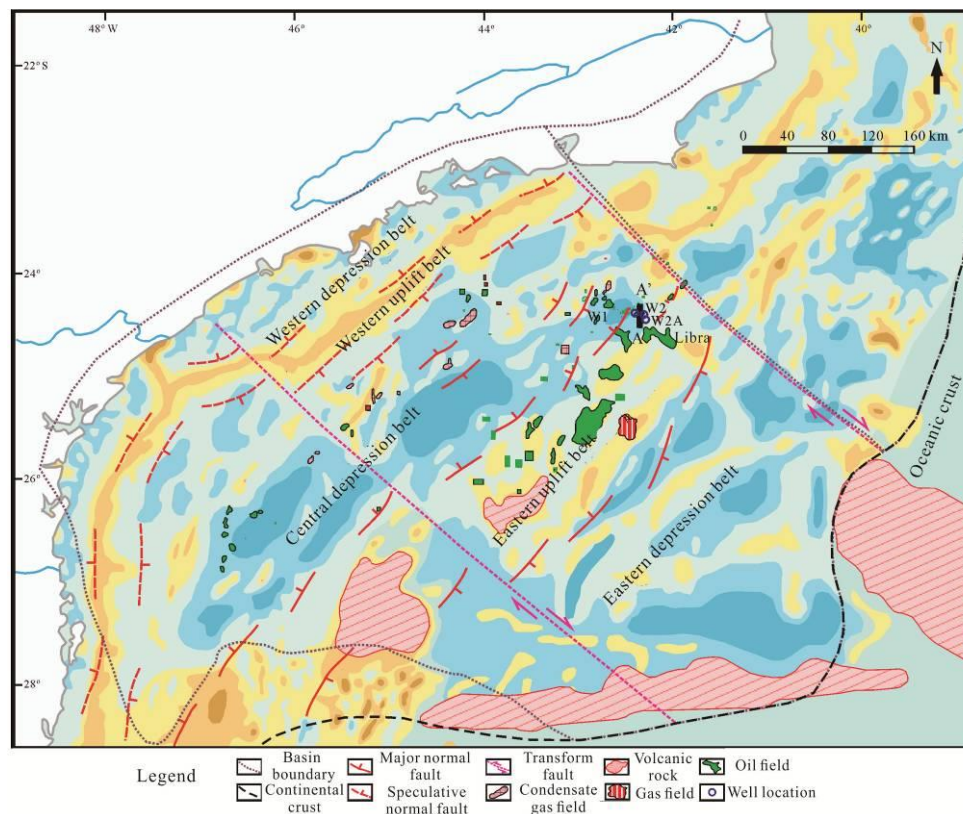 48° W
46°
44°
42°
40°
22°S
N
0 40 80 120 160 km
24°
Western depression belt
Western uplift belt
A'
W1
W2
W2A
A
Libra
Central depression belt
Eastern uplift belt
Eastern depression belt
Oceanic crust
26°
28°
Legend
Basin boundary
Major normal fault
Transform fault
Volcanic rock
Oil field
Continental crust
Speculative normal fault
Condensate gas field
Gas field
Well location